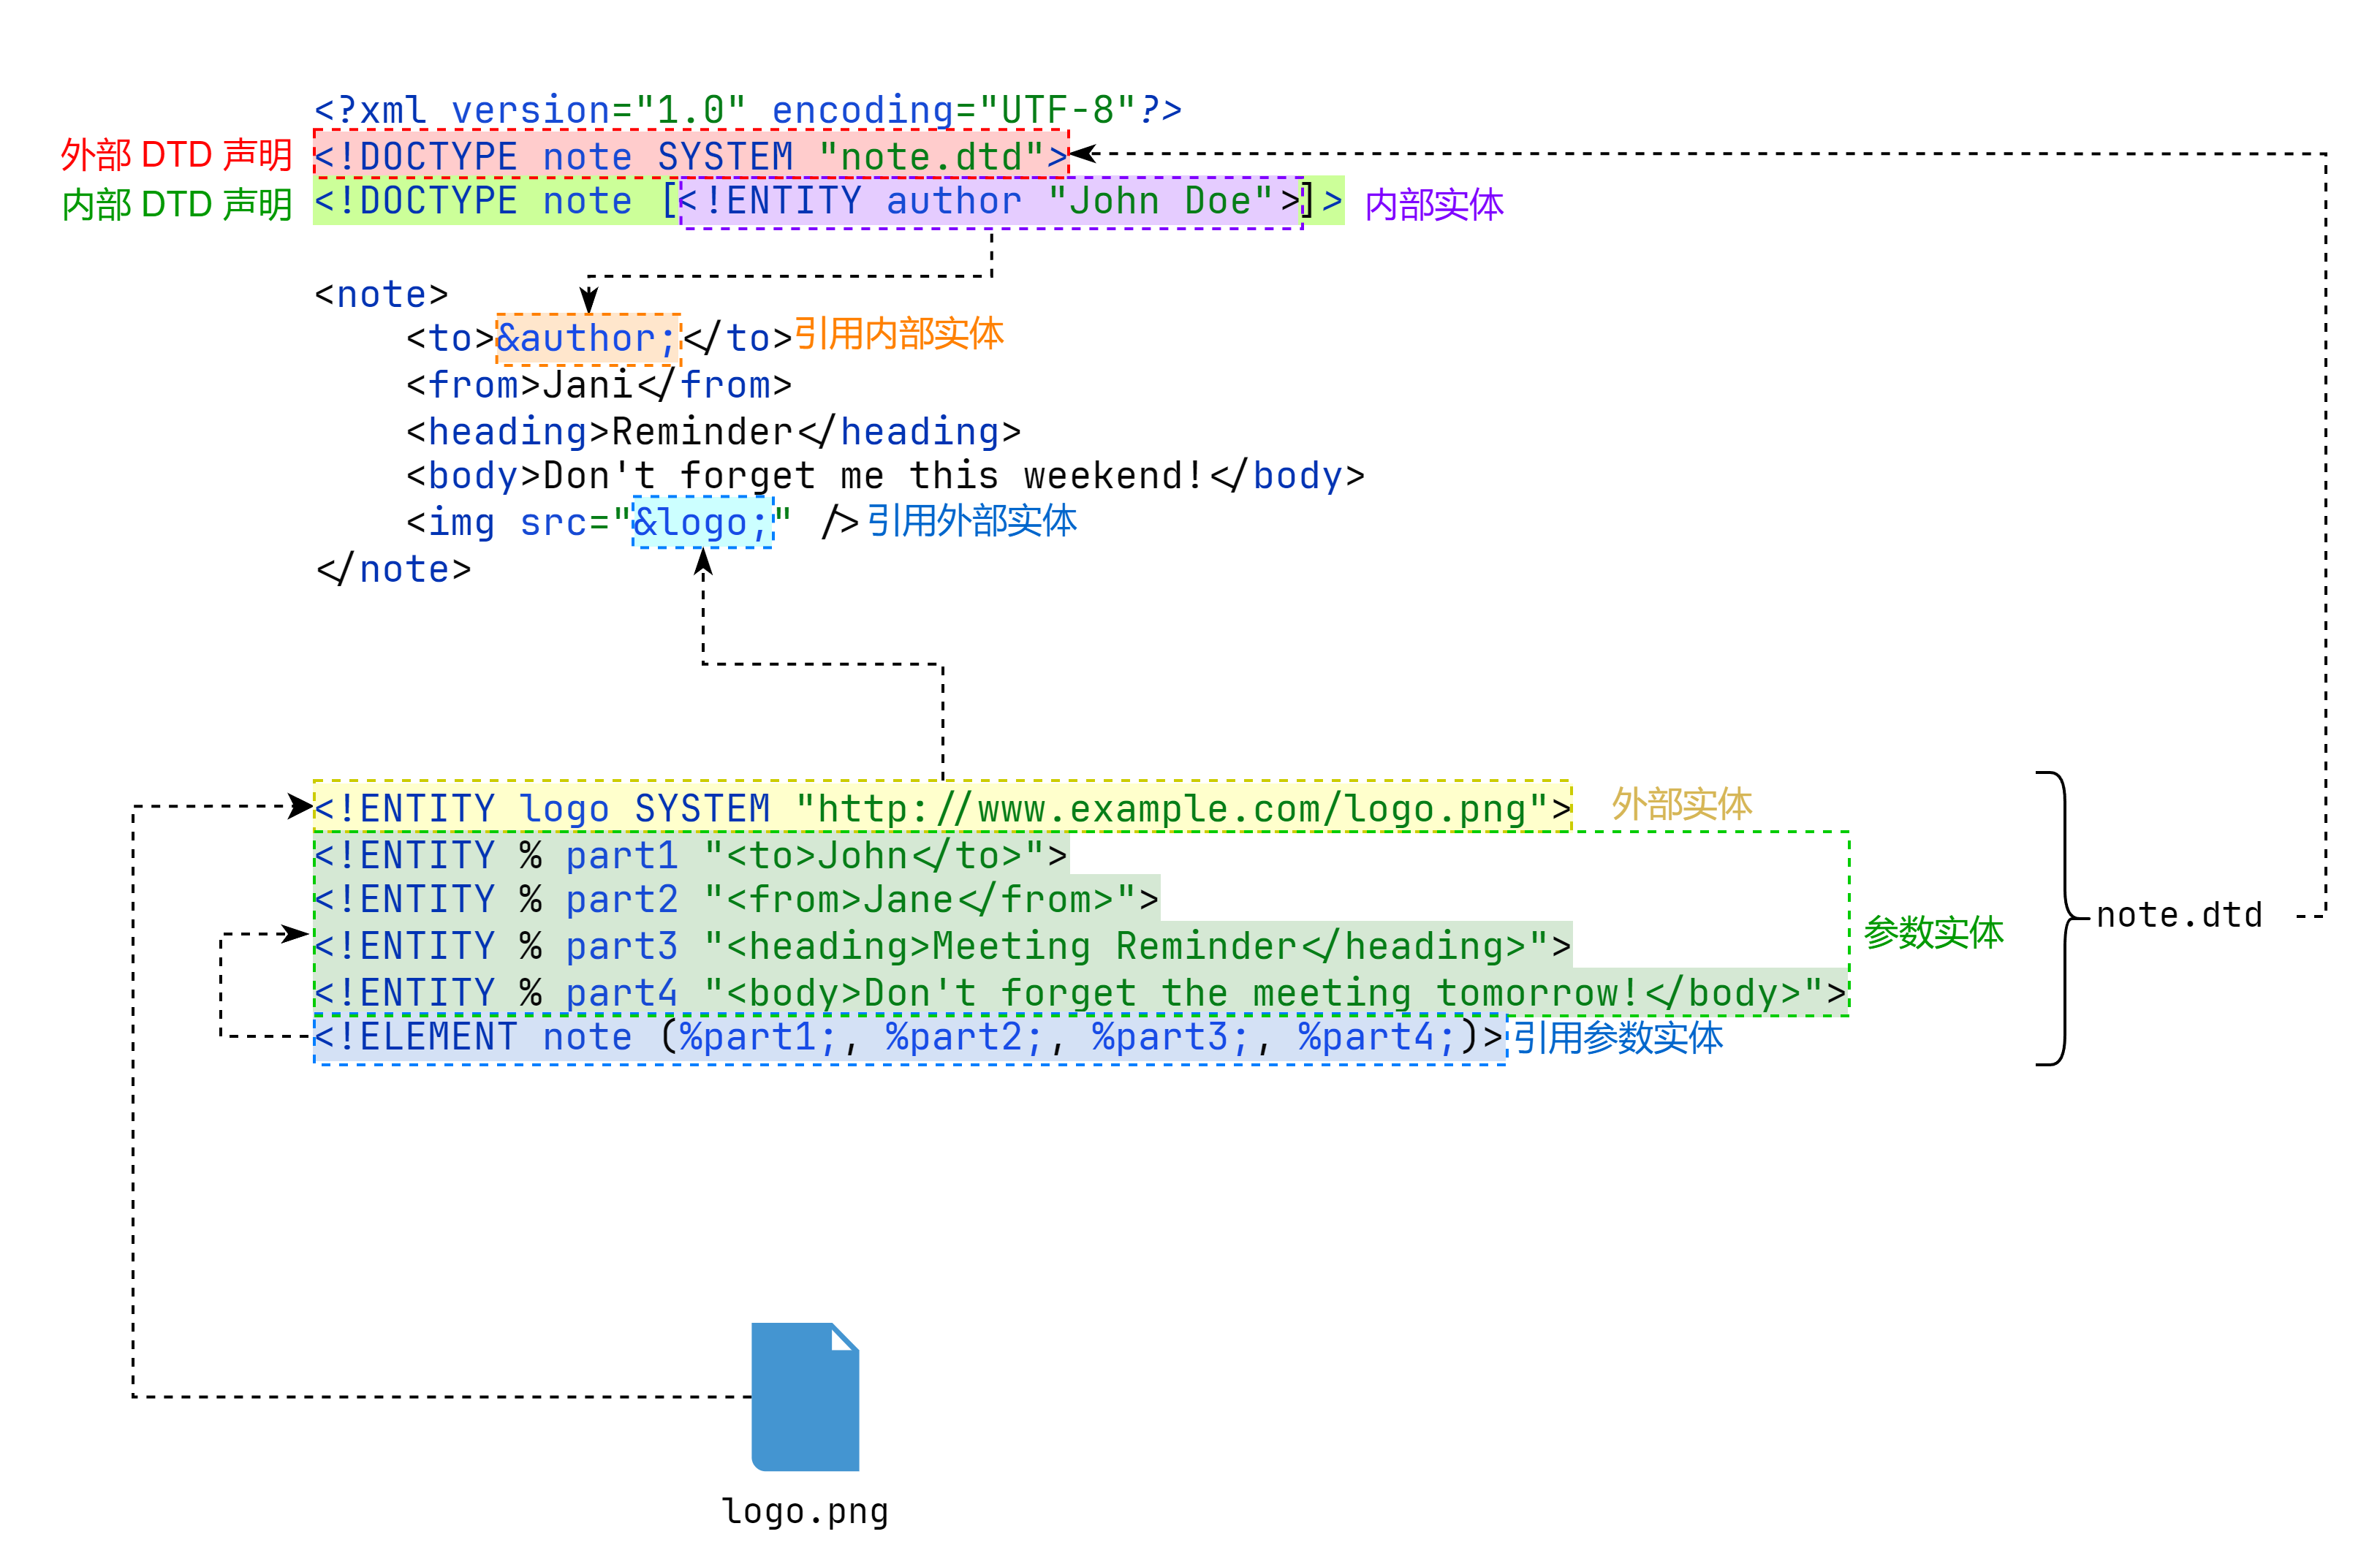 <?xml version="1.0" encoding="UTF-8"?>
外部 DTD 声明 <!DOCTYPE note SYSTEM "note.dtd">
内部 DTD 声明 <!DOCTYPE note [<!ENTITY author "John Doe">]> 内部实体
<note>
<to>&author;</to> 引用内部实体
<from>Jani</from>
<heading>Reminder</heading>
<body>Don't forget me this weekend!</body>
<img src="&logo;" /> 引用外部实体
</note>
<!ENTITY logo SYSTEM "http://www.example.com/logo.png"> 外部实体
<!ENTITY % part1 "<to>John</to>">
<!ENTITY % part2 "<from>Jane</from>">
note.dtd
参数实体
<!ENTITY % part3 "<heading>Meeting Reminder</heading>">
<!ENTITY % part4 "<body>Don't forget the meeting tomorrow!</body>">
<!ELEMENT note (%part1;, %part2;, %part3;, %part4;)> 引用参数实体
logo.png